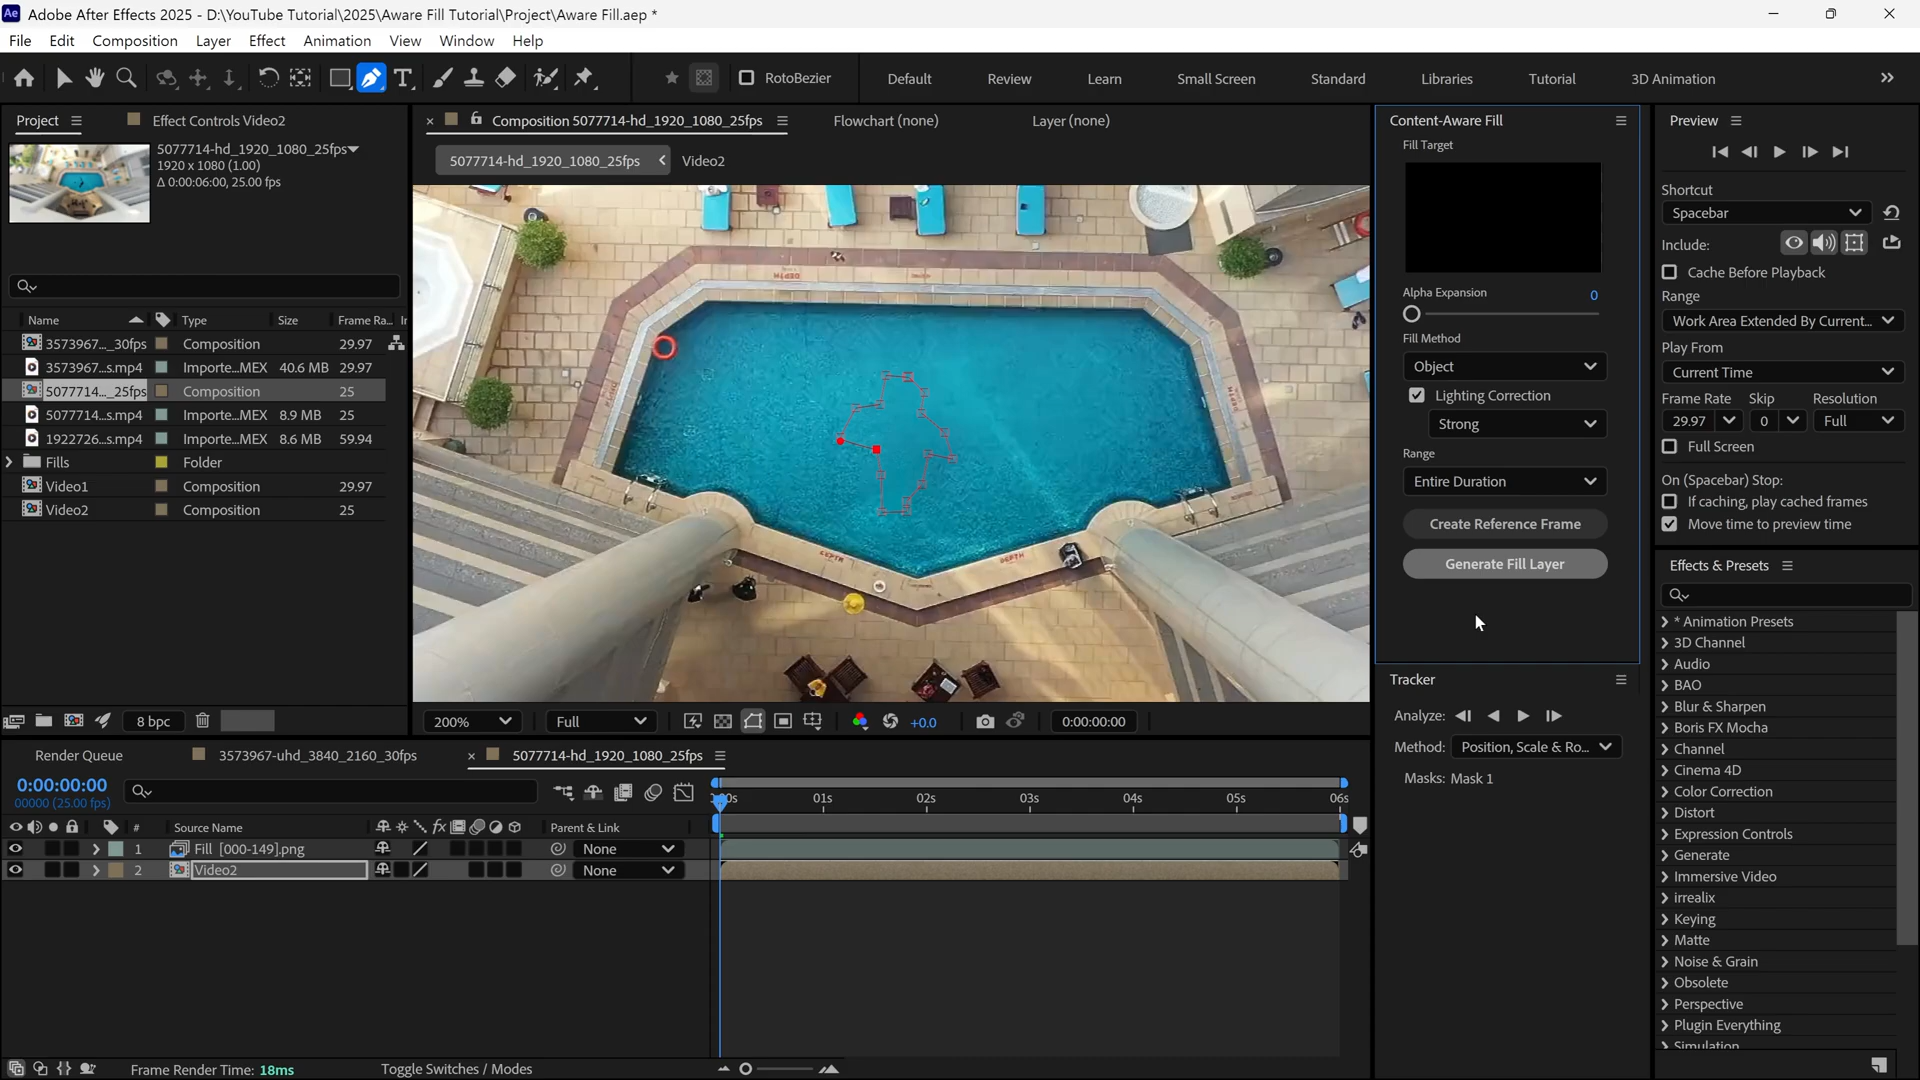 Adobe After Effects 2025 - D:\YouTube Tutorial\2025\Aware Fill Tutorial\Project\Aware Fill.aep *
File Edit Composition Layer Effect Animation View Window Help
RotoBezier
Default Review Learn Small Screen Standard Libraries Tutorial 3D Animation
Project
Effect Controls Video2
5077714-hd_1920_1080_25fps
1920 x 1080 (1.00)
Δ 0:00:06:00, 25.00 fps
Name Type Size Frame Ra... In
3573967..._30fps Composition 29.97
3573967...s.mp4 Importe...MEX 40.6 MB 29.97
5077714..._25fps Composition 25
5077714...s.mp4 Importe...MEX 8.9 MB 25
1922726...s.mp4 Importe...MEX 8.6 MB 59.94
Fills Folder
Video1 Composition 29.97
Video2 Composition 25
8 bpc
Composition 5077714-hd_1920_1080_25fps
Flowchart (none)
Layer (none)
5077714-hd_1920_1080_25fps
Video2
DEPTH
DEPTH
DEPTH
200%
Full
+0.0
0:00:00:00
Content-Aware Fill
Fill Target
Alpha Expansion 0
Fill Method
Object
Lighting Correction
Strong
Range
Entire Duration
Create Reference Frame
Generate Fill Layer
Tracker
Analyze:
Method: Position, Scale & Ro...
Masks: Mask 1
Preview
Shortcut
Spacebar
Include:
Cache Before Playback
Range
Work Area Extended By Current...
Play From
Current Time
Frame Rate Skip Resolution
29.97 0 Full
Full Screen
On (Spacebar) Stop:
If caching, play cached frames
Move time to preview time
Effects & Presets
* Animation Presets
3D Channel
Audio
BAO
Blur & Sharpen
Boris FX Mocha
Channel
Cinema 4D
Color Correction
Distort
Expression Controls
Generate
Immersive Video
irrealix
Keying
Matte
Noise & Grain
Obsolete
Perspective
Plugin Everything
Simulation
Render Queue
3573967-uhd_3840_2160_30fps
5077714-hd_1920_1080_25fps
0:00:00:00
00000 (25.00 fps)
:00s 01s 02s 03s 04s 05s 06s
# Source Name Parent & Link
1 Fill [000-149].png None
2 Video2 None
Frame Render Time: 18ms
Toggle Switches / Modes